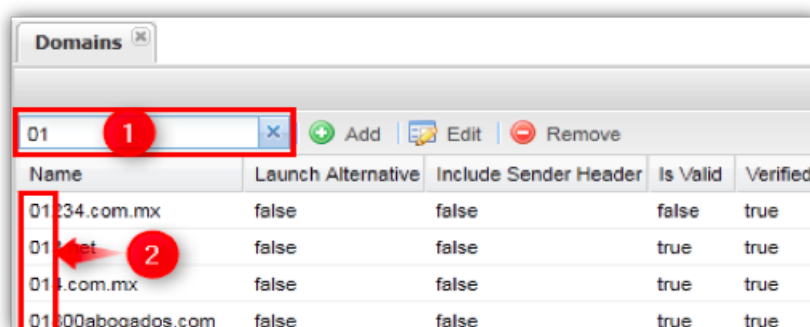 Domains
01 1 Add Edit Remove
Name Launch Alternative Include Sender Header Is Valid Verified
01234.com.mx false false false true
2 true true
false false
014.com.mx false false true true
01800abogados.com false false true true